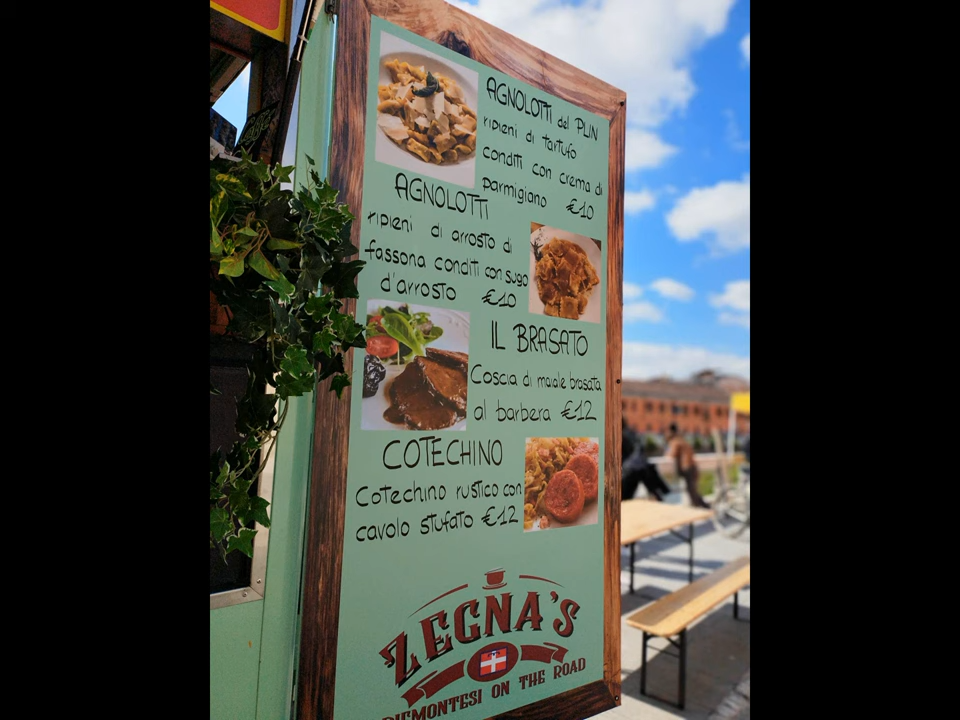 AGNOLOTTI del PLIN
ripieni di tartufo
conditi con crema di
parmigiano €10
AGNOLOTTI
ripieni di arrosto di
fassona conditi con sugo
d'arrosto €10
IL BRASATO
Coscia di maiale brasata
al barbera €12
COTECHINO
Cotechino rustico con
cavolo stufato €12
ZEGNA'S
PIEMONTESI ON THE ROAD